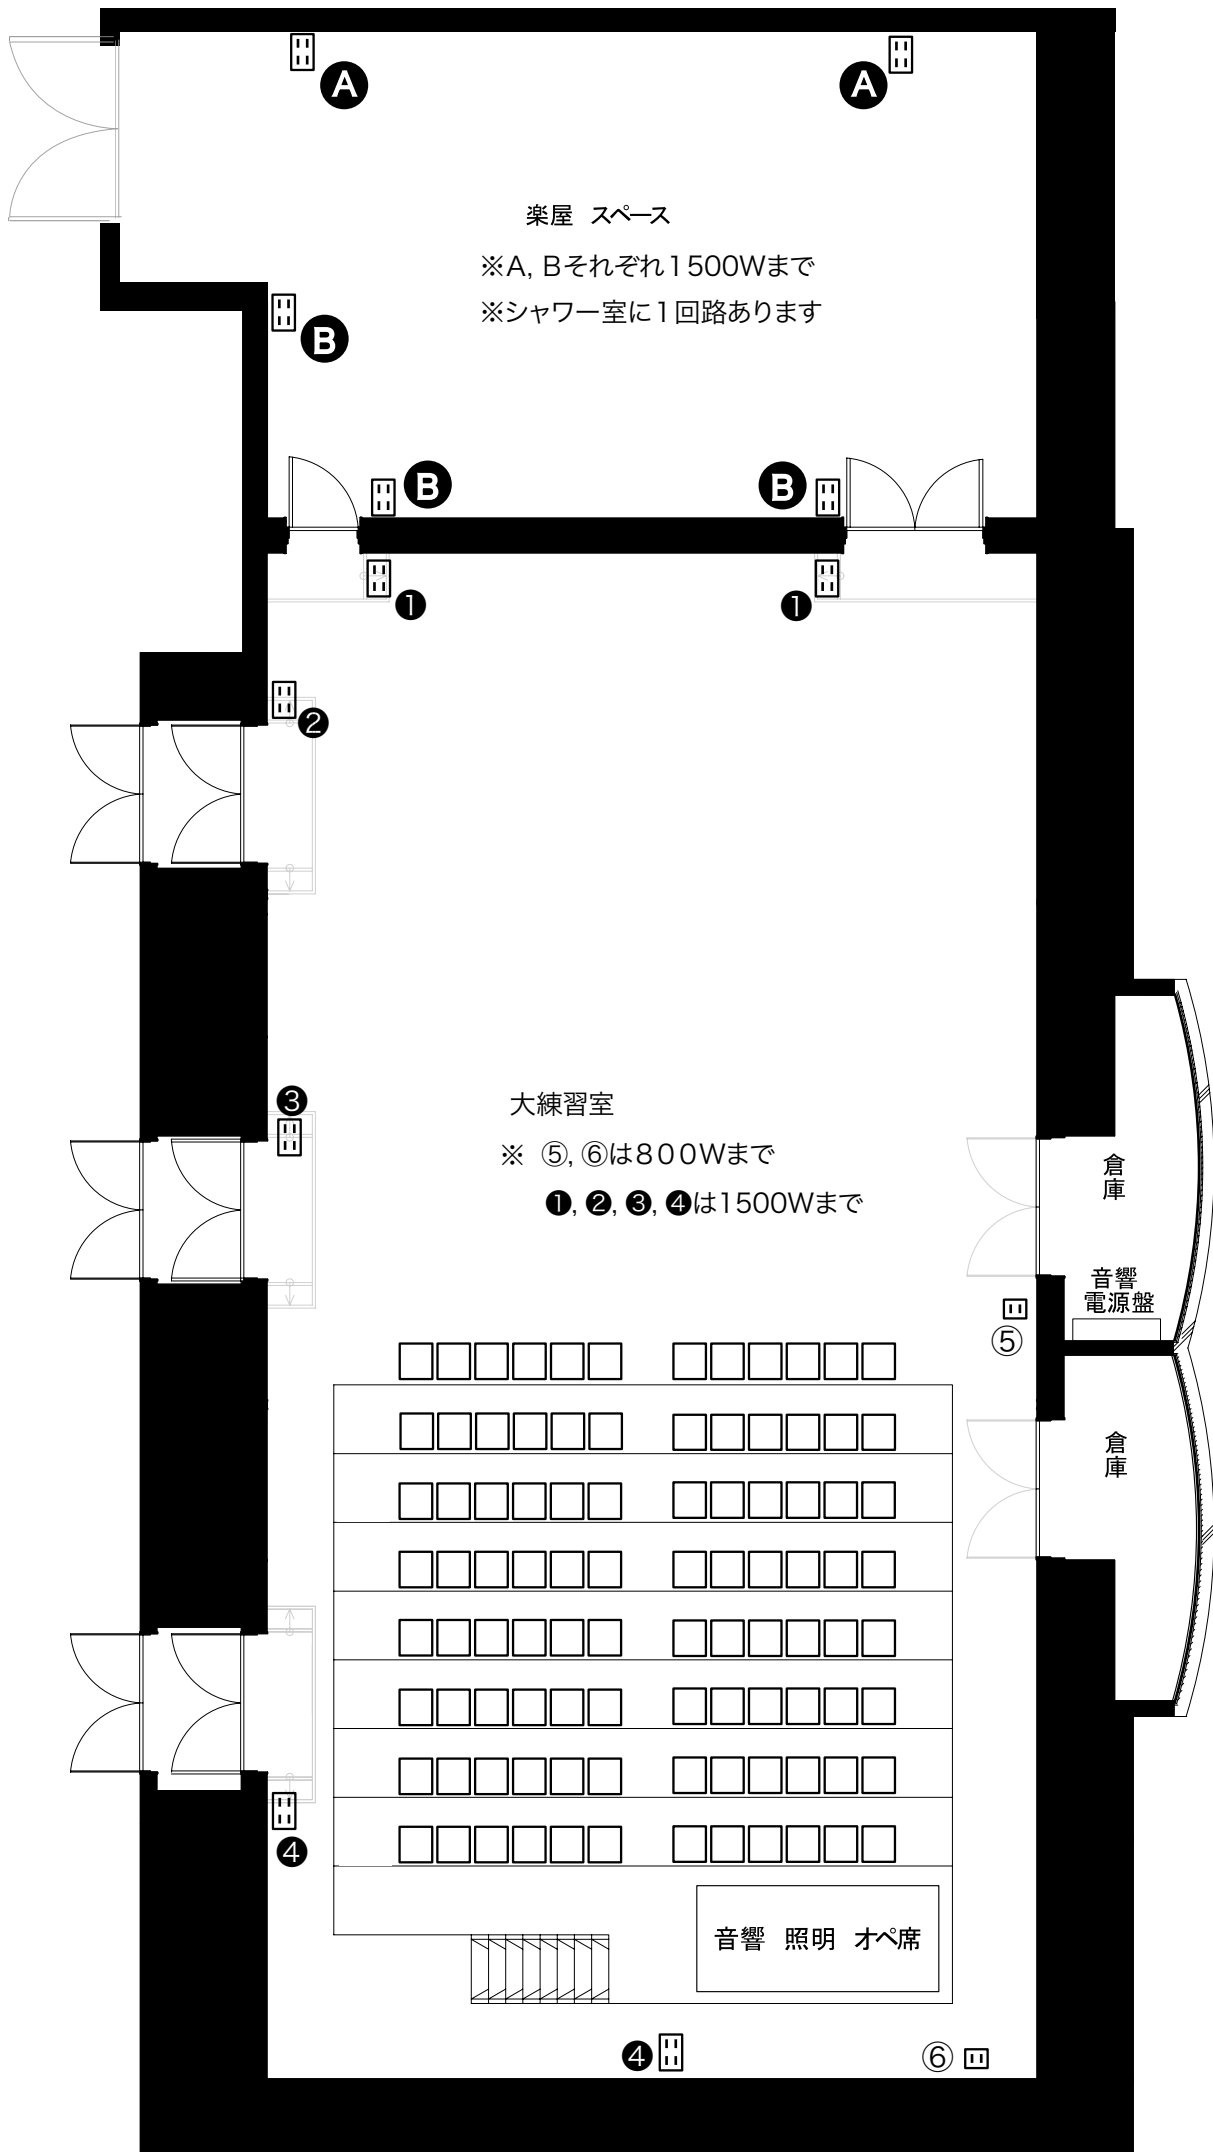 A
A
楽屋 スペース
※A, Bそれぞれ1500Wまで
※シャワー室に1回路あります
B
B
B
❶
❶
❷
❸
大練習室
※ ⑤, ⑥は800Wまで
❶, ❷, ❸, ❹は1500Wまで
倉庫
音響
電源盤
⑤
倉庫
❹
音響 照明 オペ席
❹
⑥